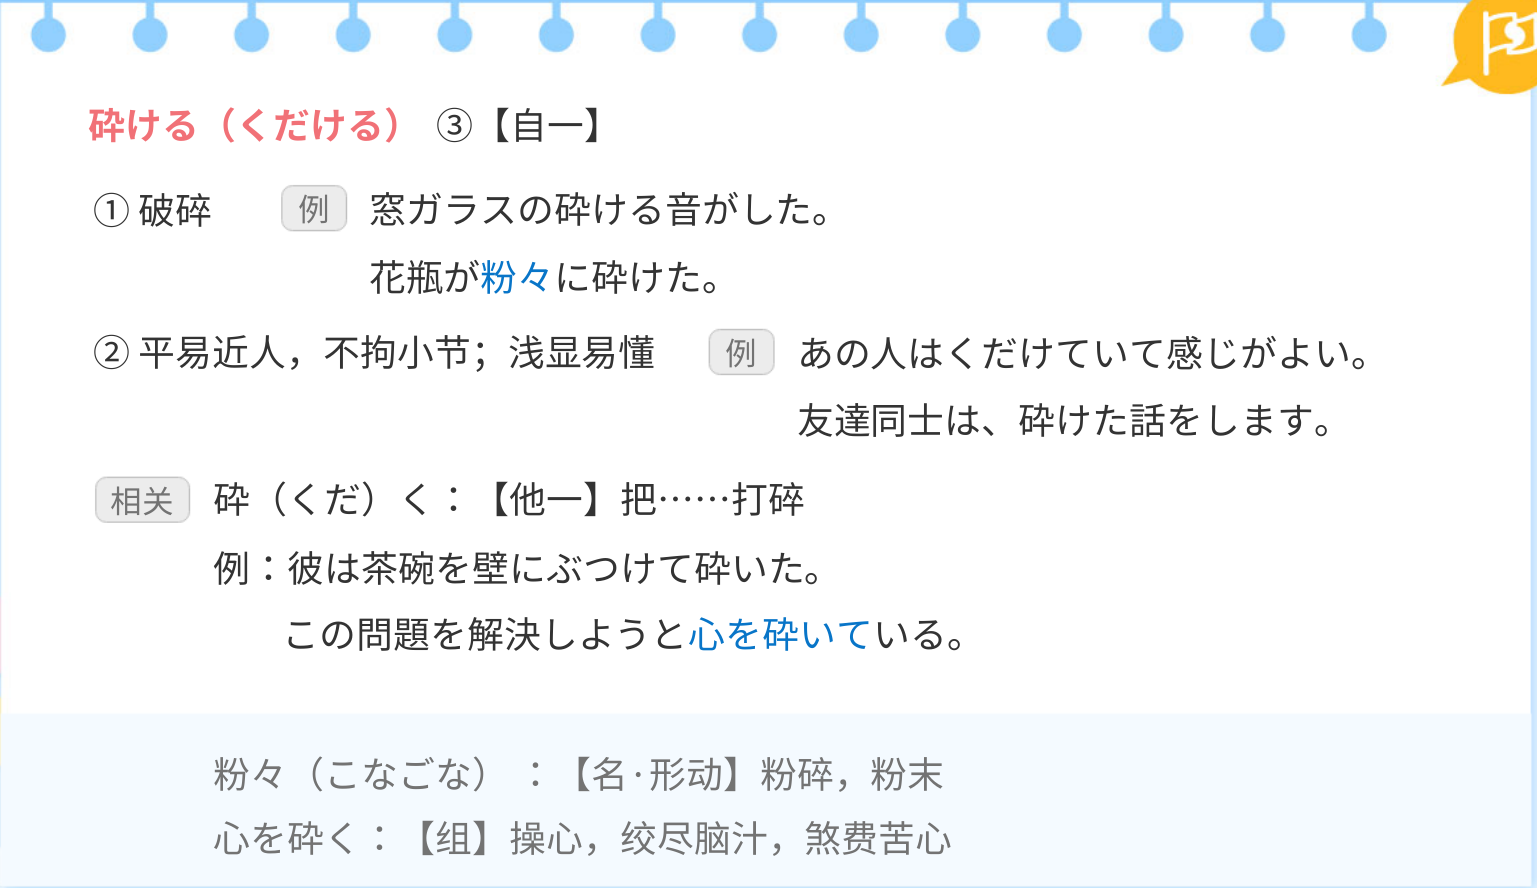 砕ける（くだける） ③【自一】
① 破碎 例 窓ガラスの砕ける音がした。
花瓶が粉々に砕けた。
② 平易近人，不拘小节；浅显易懂 例 あの人はくだけていて感じがよい。
友達同士は、砕けた話をします。
相关 砕（くだ）く：【他一】把……打碎
例：彼は茶碗を壁にぶつけて砕いた。
この問題を解決しようと心を砕いている。
粉々（こなごな）：【名·形动】粉碎，粉末
心を砕く：【组】操心，绞尽脑汁，煞费苦心